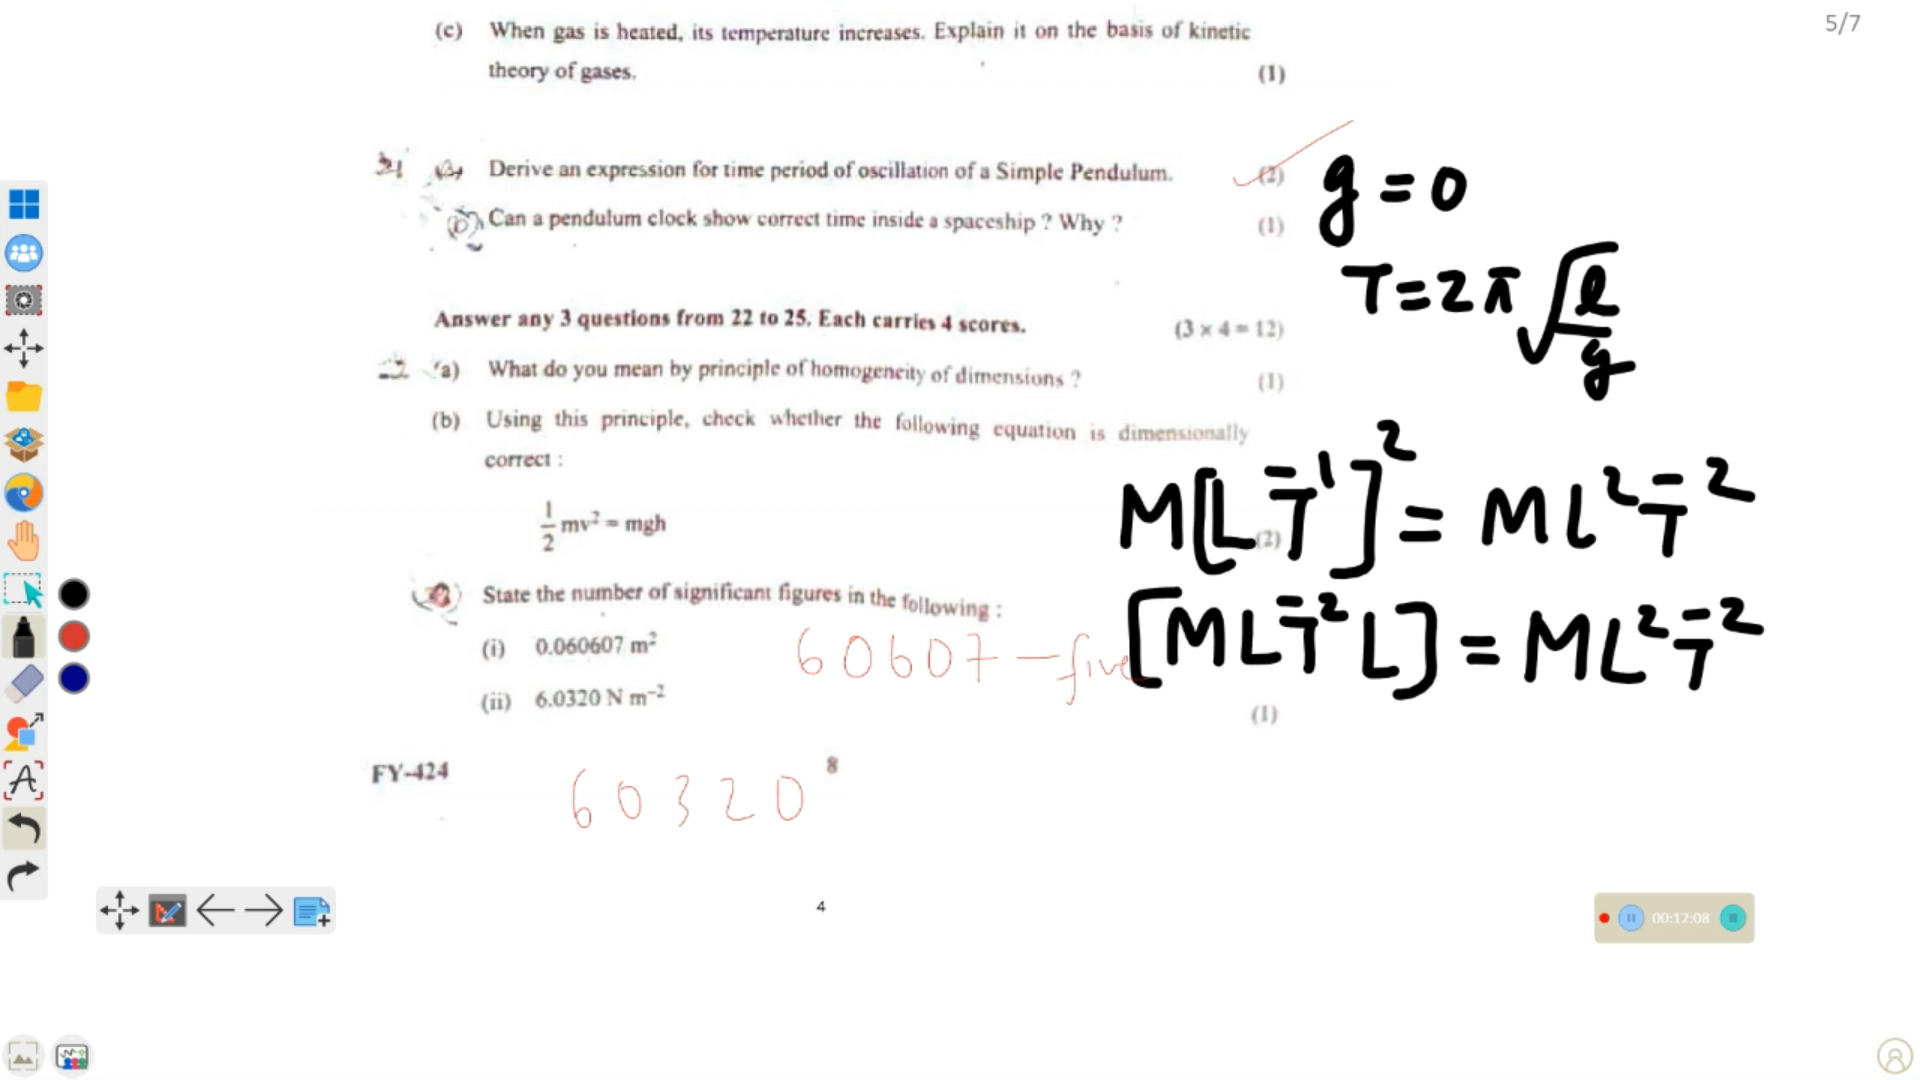 5/7
(c) When gas is heated, its temperature increases. Explain it on the basis of kinetic
theory of gases. (1)
Derive an expression for time period of oscillation of a Simple Pendulum. (2)
g = 0
(b) Can a pendulum clock show correct time inside a spaceship ? Why ? (1)
T = 2π √l/g
Answer any 3 questions from 22 to 25. Each carries 4 scores. (3 × 4 = 12)
(a) What do you mean by principle of homogeneity of dimensions ? (1)
(b) Using this principle, check whether the following equation is dimensionally
correct :
1/2 mv² = mgh (2)
M[LT⁻¹]² = ML²T⁻²
State the number of significant figures in the following :
(i) 0.060607 m²
60607 — five
[MLT⁻²L] = ML²T⁻²
(ii) 6.0320 N m⁻²
(1)
FY-424 8
60320
4
00:12:08